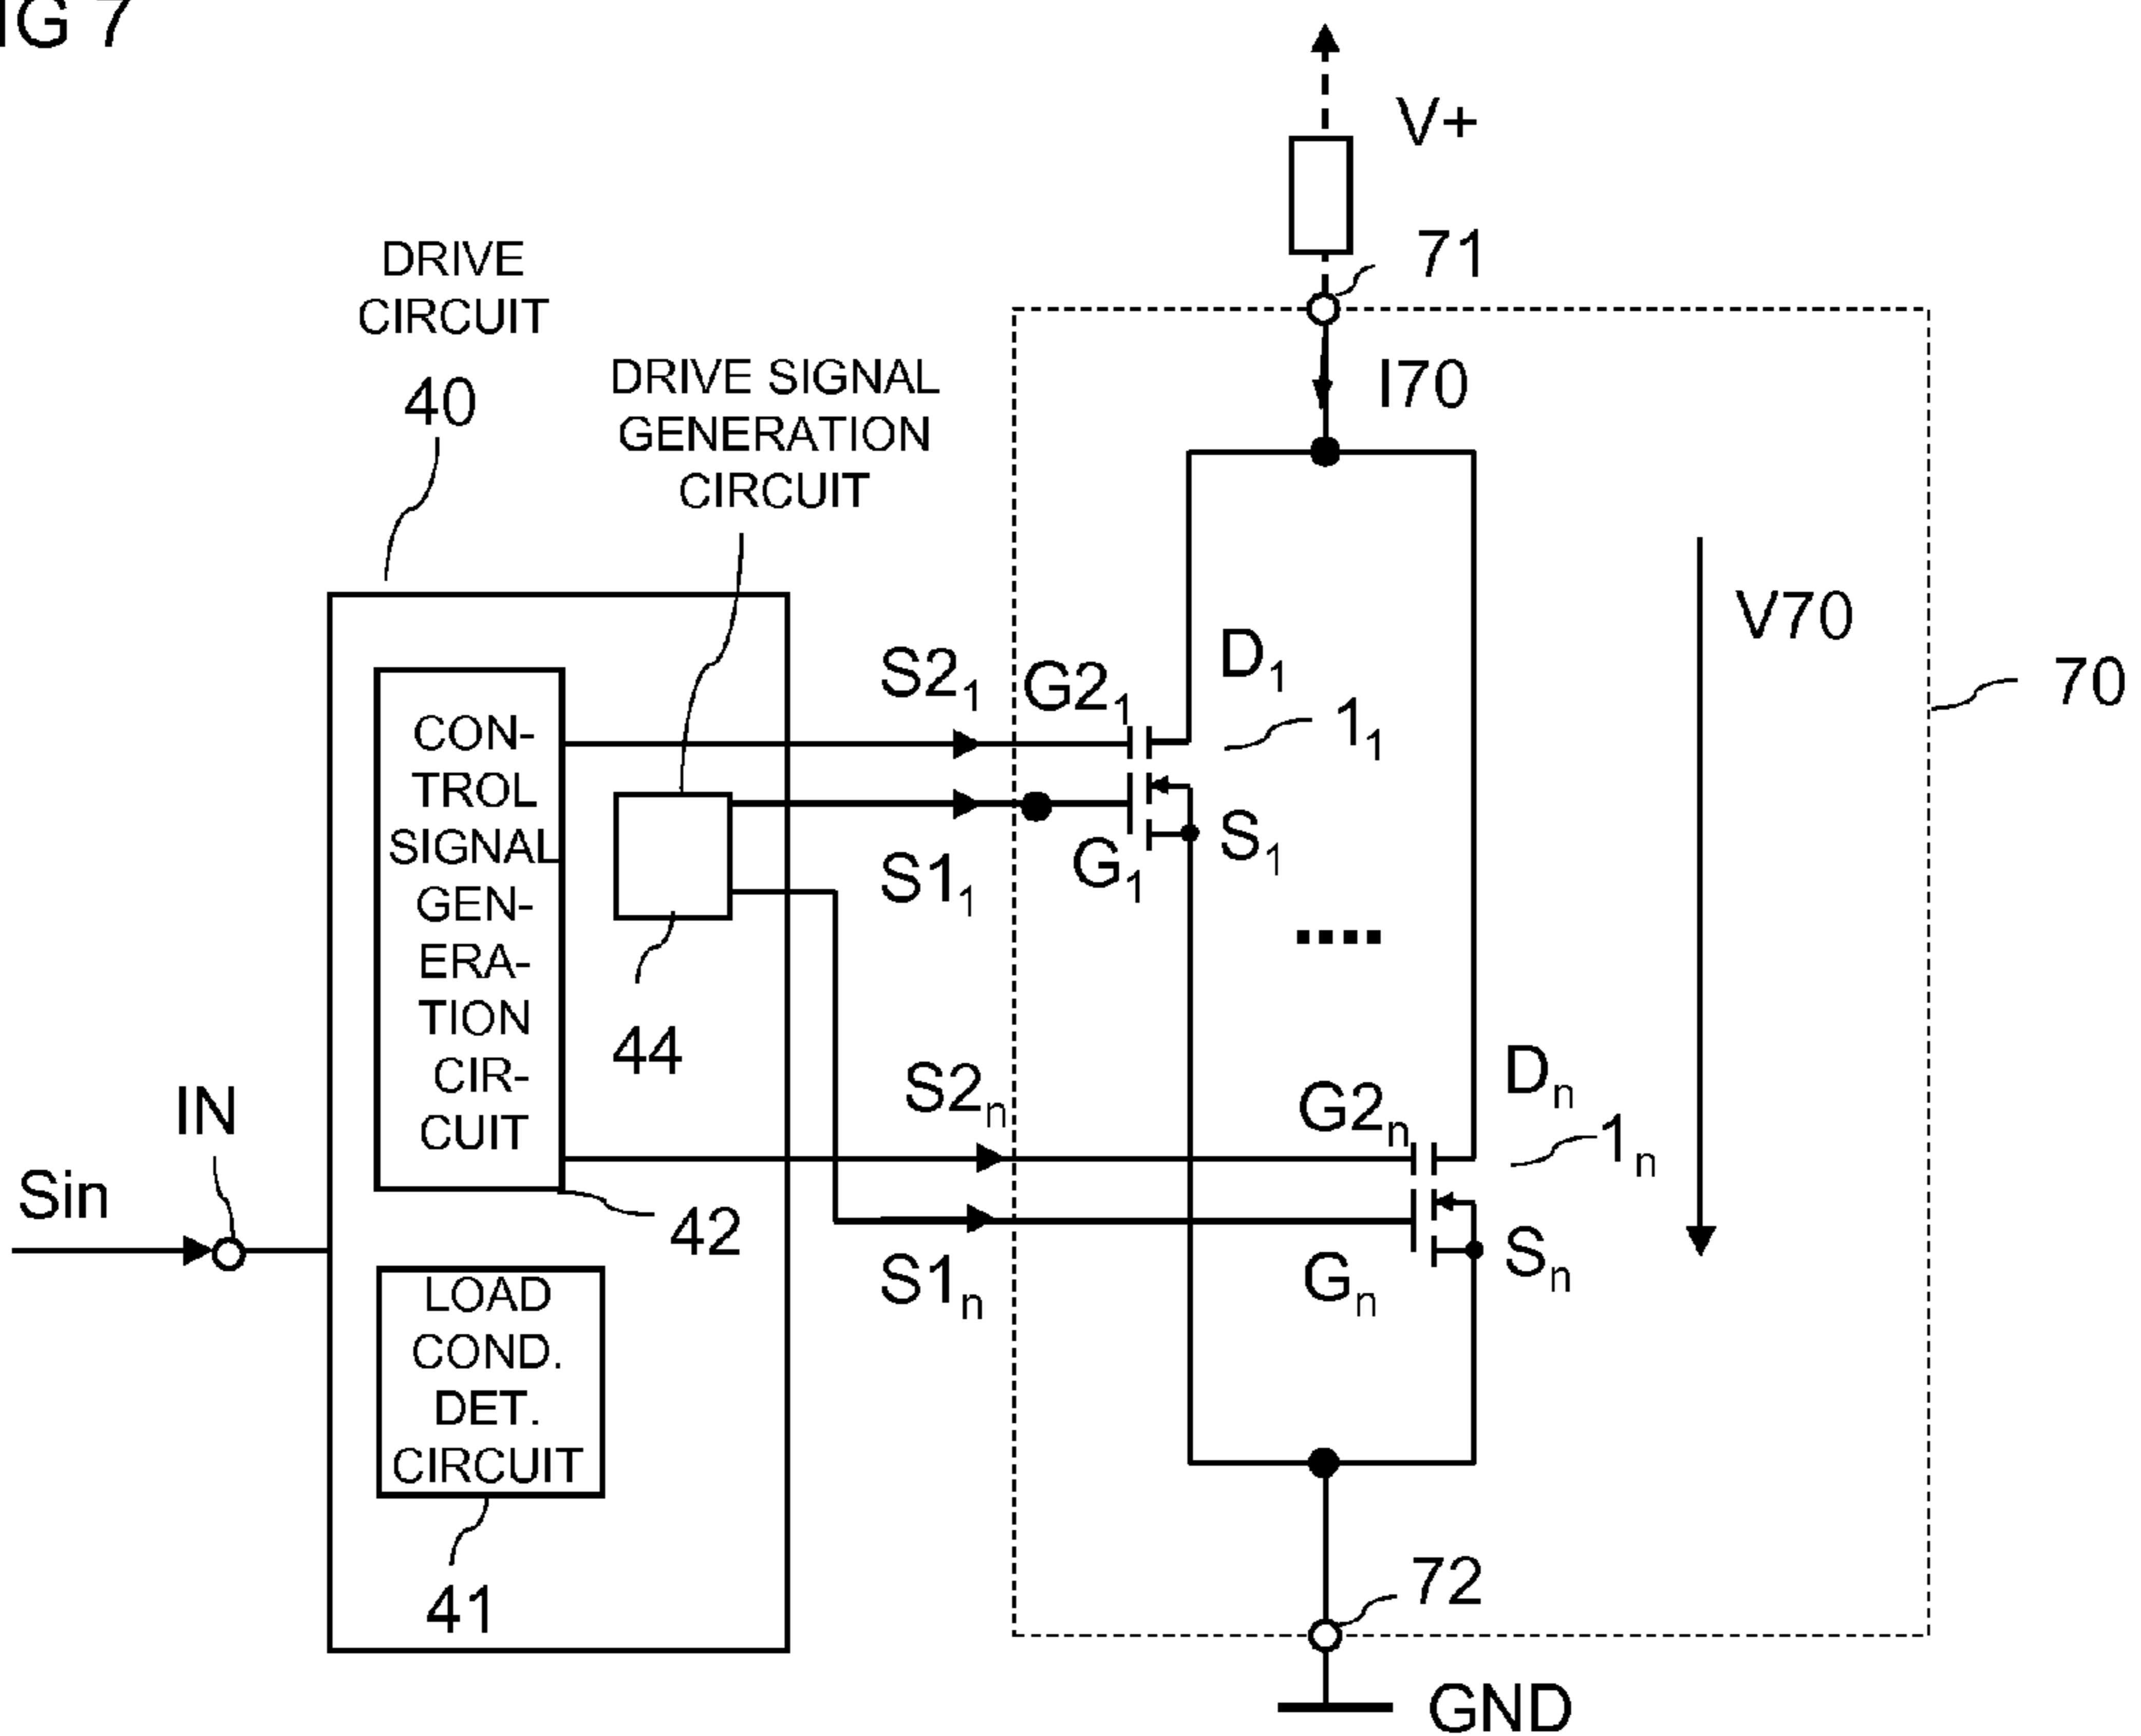 IG 7
V+
71
DRIVE
CIRCUIT
40
DRIVE SIGNAL
GENERATION
CIRCUIT
I70
V70
70
S2₁
G2₁
D₁
1₁
CON-
TROL
SIGNAL
GEN-
ERA-
TION
CIR-
CUIT
S1₁
G₁
S₁
....
44
42
S2ₙ
G2ₙ
Dₙ
1ₙ
IN
Sin
S1ₙ
Gₙ
Sₙ
LOAD
COND.
DET.
CIRCUIT
41
72
GND